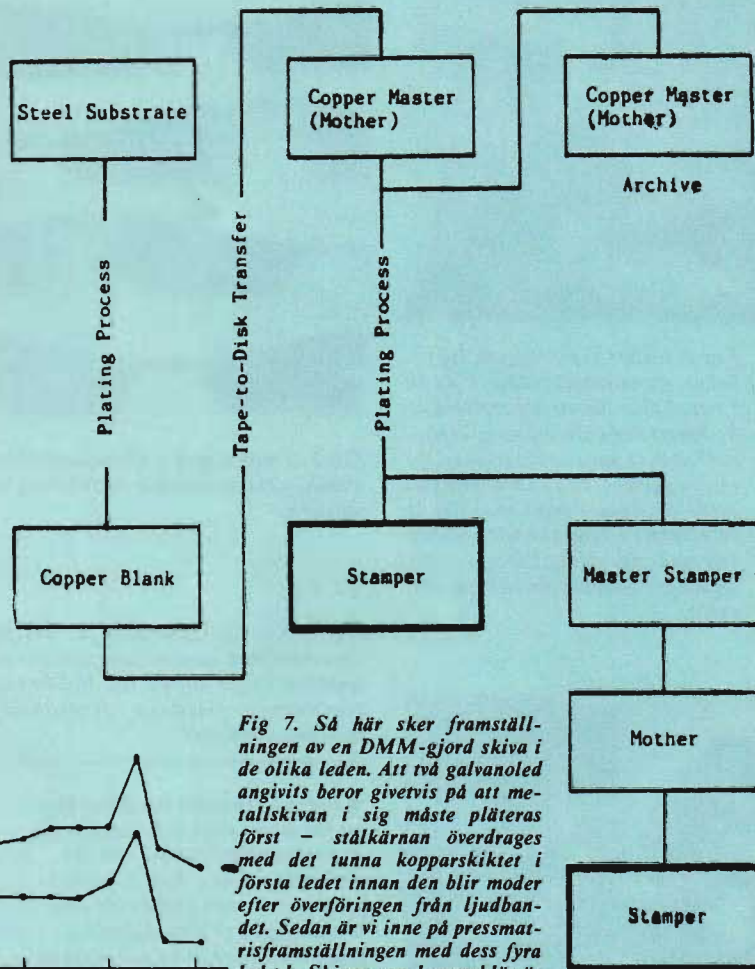 Steel Substrate
Plating Process
Copper Blank
Tape-to-Disk Transfer
Copper Master
(Mother)
Plating Process
Stamper
Copper Master
(Mother)
Archive
Master Stamper
Mother
Stamper
Fig 7. Så här sker framställ-
ningen av en DMM-gjord skiva i
de olika leden. Att två galvanoled
angivits beror givetvis på att me-
tallskivan i sig måste pläteras
först — stålkärnan överdrages
med det tunna kopparskiktet i
första ledet innan den blir moder
efter överföringen från ljudban-
det. Sedan är vi inne på pressmat-
risframställningen med dess fyra